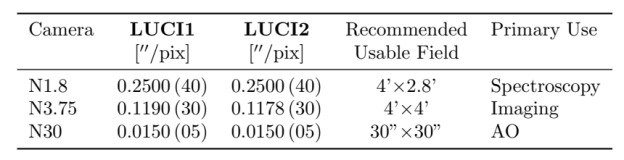 Camera LUCI1 LUCI2 Recommended Primary Use
[″/pix] [″/pix] Usable Field
N1.8 0.2500 (40) 0.2500 (40) 4’×2.8’ Spectroscopy
N3.75 0.1190 (30) 0.1178 (30) 4’×4’ Imaging
N30 0.0150 (05) 0.0150 (05) 30”×30” AO